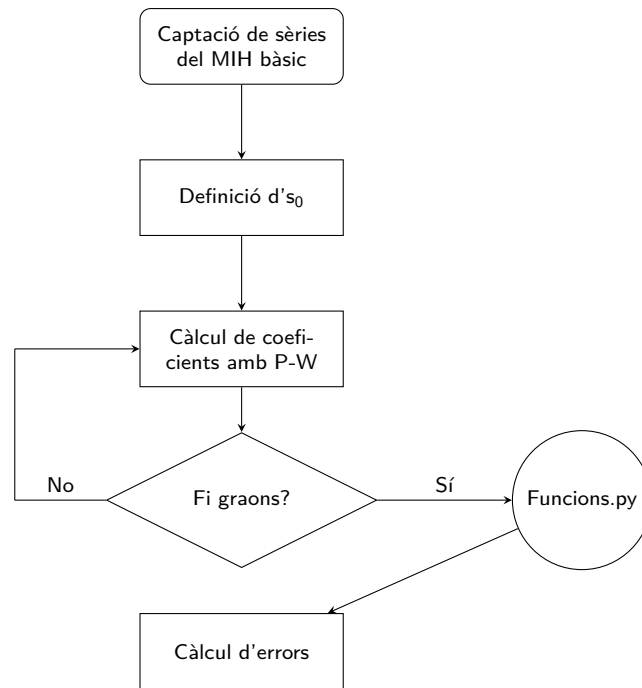 Captació de sèries
del MIH bàsic
Definició d's₀
Càlcul de coefi-
cients amb P-W
No
Fi graons?
Sí
Funcions.py
Càlcul d'errors